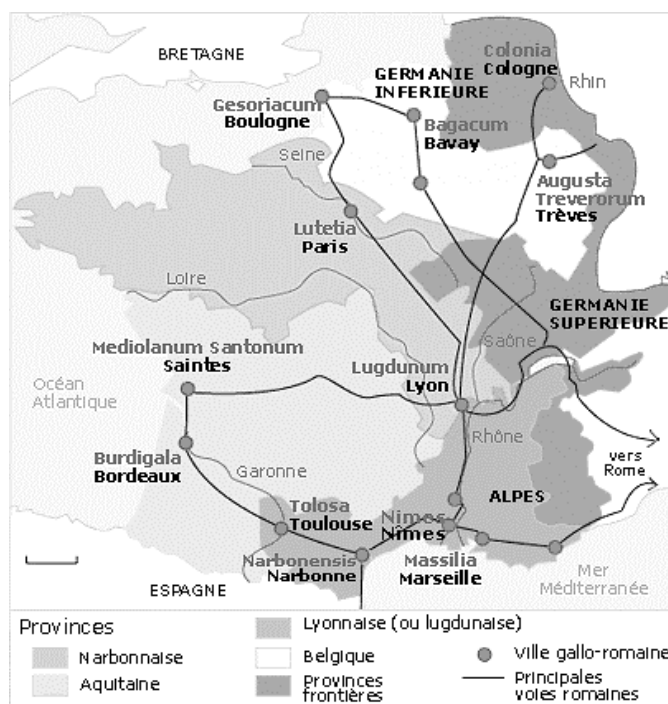 BRETAGNE
Colonia
Cologne
Rhin
GERMANIE
INFERIEURE
Gesoriacum
Boulogne
Bagacum
Bavay
Seine
Augusta
Treverorum
Trèves
Lutetia
Paris
Loire
GERMANIE
SUPERIEURE
Saône
Mediolanum Santonum
Saintes
Lugdunum
Lyon
Océan
Atlantique
Rhône
vers
Rome
Burdigala
Bordeaux
Garonne
ALPES
Tolosa
Toulouse
Nimes
Nîmes
Narbonensis
Narbonne
Massilia
Marseille
Mer
Méditerranée
ESPAGNE
Provinces
Narbonnaise
Aquitaine
Lyonnaise (ou lugdunaise)
Belgique
Provinces
frontières
Ville gallo-romaine
Principales
voies romaines